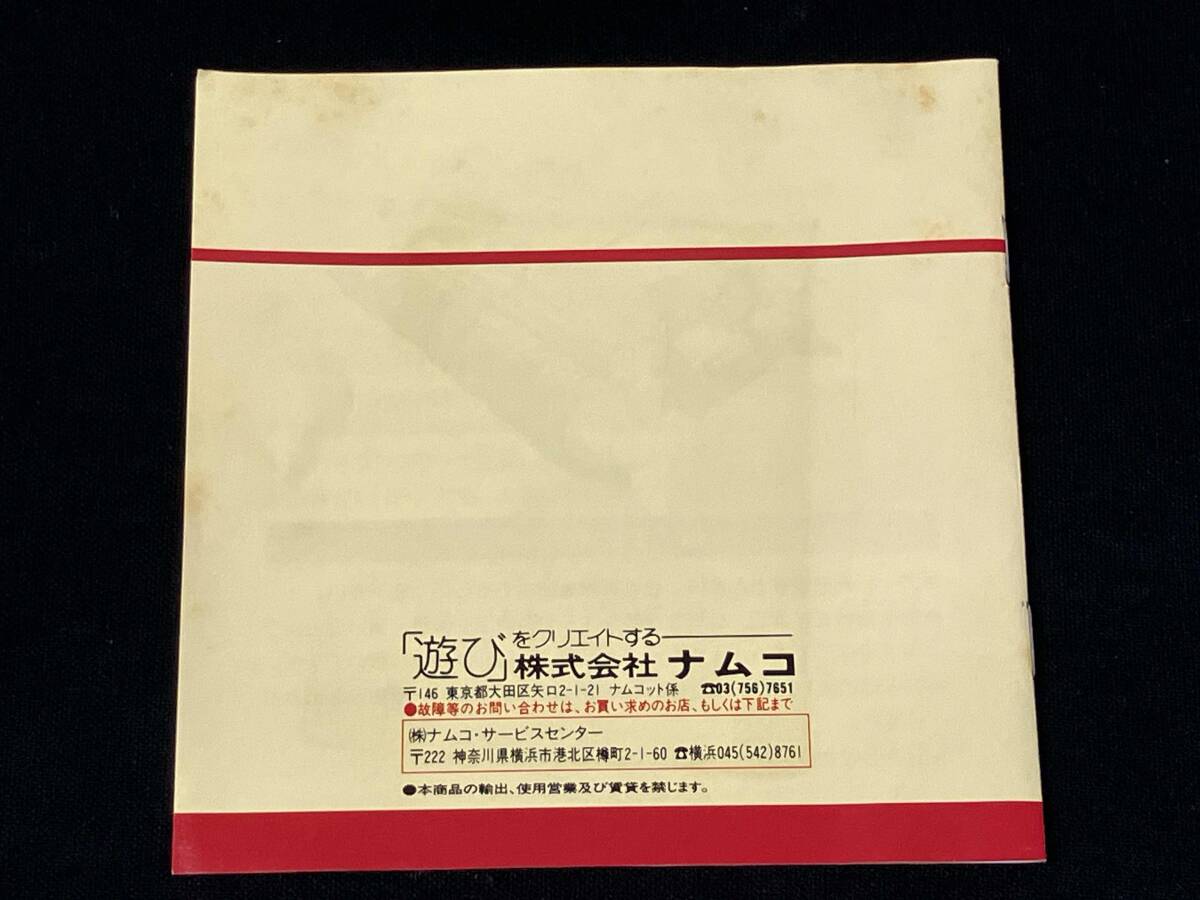 「遊び」をクリエイトする
株式会社ナムコ
〒146 東京都大田区矢口2-1-21 ナムコット係 ☎03(756)7651
●故障等のお問い合わせは、お買い求めのお店、もしくは下記まで
㈱ナムコ・サービスセンター
〒222 神奈川県横浜市港北区樽町2-1-60 ☎横浜045(542)8761
●本商品の輸出、使用営業及び賃貸を禁じます。